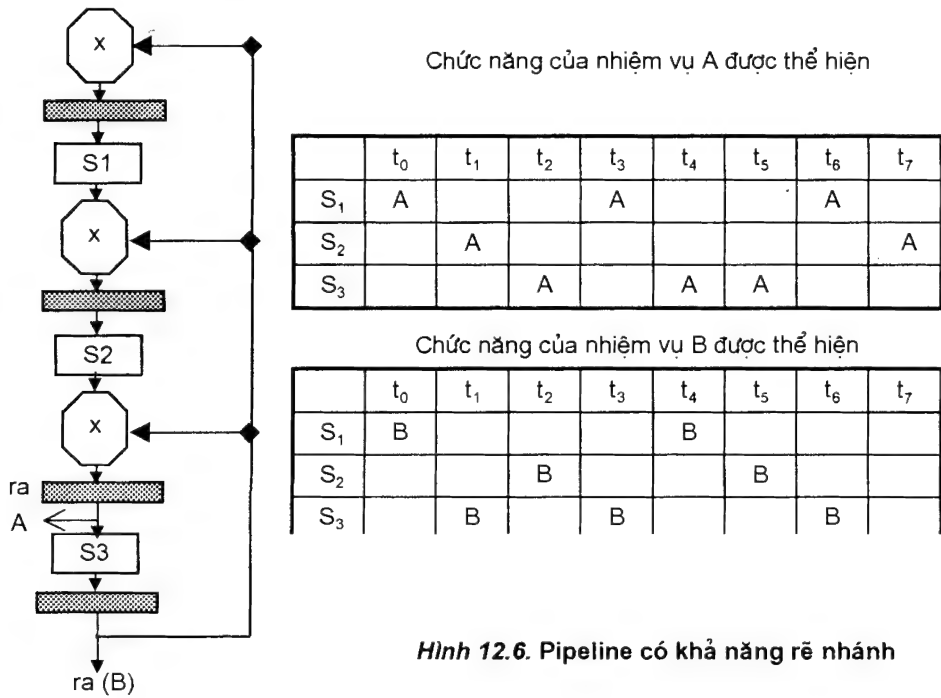 x
S1
x
S2
x
ra
A
S3
ra (B)
Chức năng của nhiệm vụ A được thể hiện
t0 t1 t2 t3 t4 t5 t6 t7
S1 A A A
S2 A A
S3 A A A
Chức năng của nhiệm vụ B được thể hiện
t0 t1 t2 t3 t4 t5 t6 t7
S1 B B
S2 B B
S3 B B B
Hình 12.6. Pipeline có khả năng rẽ nhánh